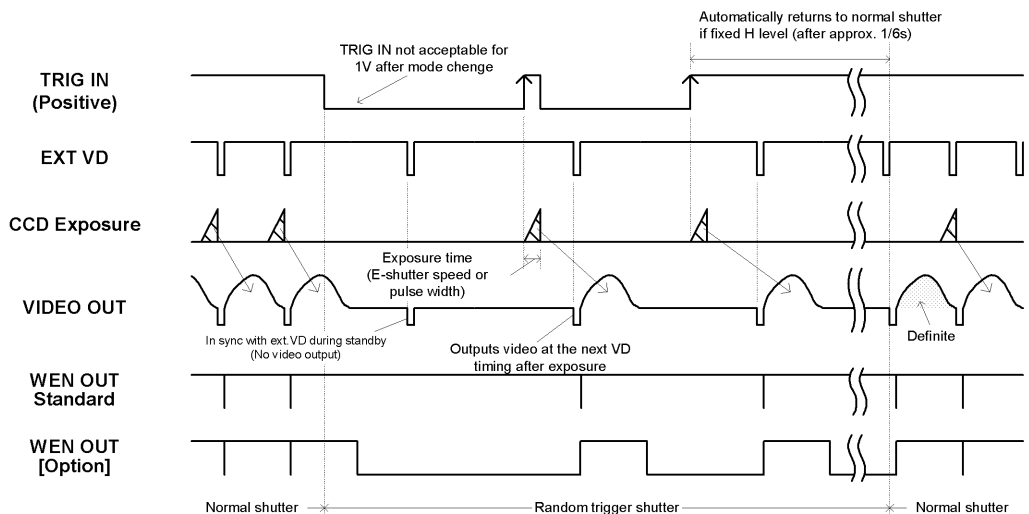 Automatically returns to normal shutter
if fixed H level (after approx. 1/6s)
TRIG IN not acceptable for
1V after mode chenge
TRIG IN
(Positive)
EXT VD
CCD Exposure
Exposure time
(E-shutter speed or
pulse width)
VIDEO OUT
In sync with ext.VD during standby
(No video output)
Outputs video at the next VD
timing after exposure
Definite
WEN OUT
Standard
WEN OUT
[Option]
Normal shutter
Random trigger shutter
Normal shutter